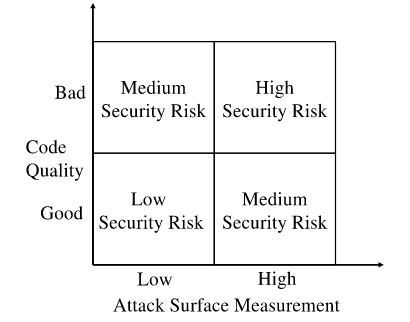 Bad
Medium
Security Risk
High
Security Risk
Code
Quality
Good
Low
Security Risk
Medium
Security Risk
Low
High
Attack Surface Measurement